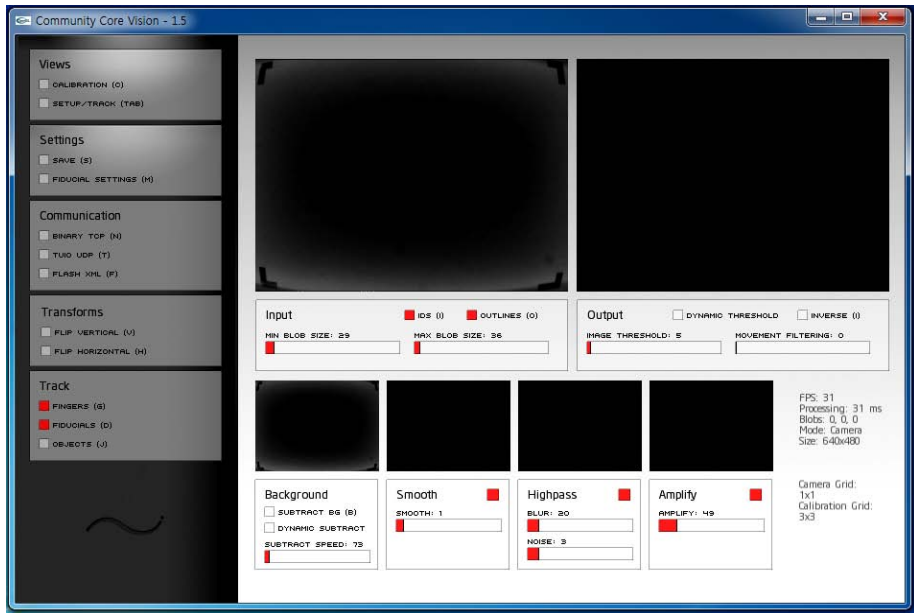 Community Core Vision - 1.5
Views
CALIBRATION (C)
SETUP/TRACK (TAB)
Settings
SAVE (S)
FIDUCIAL SETTINGS (M)
Communication
BINARY TCP (N)
TUIO UDP (T)
FLASH XML (F)
Transforms
FLIP VERTICAL (V)
FLIP HORIZONTAL (H)
Track
FINGERS (G)
FIDUCIALS (D)
OBJECTS (J)
Input
IDS (I)
OUTLINES (O)
MIN BLOB SIZE: 29
MAX BLOB SIZE: 36
Output
DYNAMIC THRESHOLD
INVERSE (I)
IMAGE THRESHOLD: 5
MOVEMENT FILTERING: 0
Background
SUBTRACT BG (B)
DYNAMIC SUBTRACT
SUBTRACT SPEED: 73
Smooth
SMOOTH: 1
Highpass
BLUR: 20
NOISE: 3
Amplify
AMPLIFY: 49
FPS: 31
Processing: 31 ms
Blobs: 0, 0, 0
Mode: Camera
Size: 640x480
Camera Grid:
1x1
Calibration Grid:
3x3